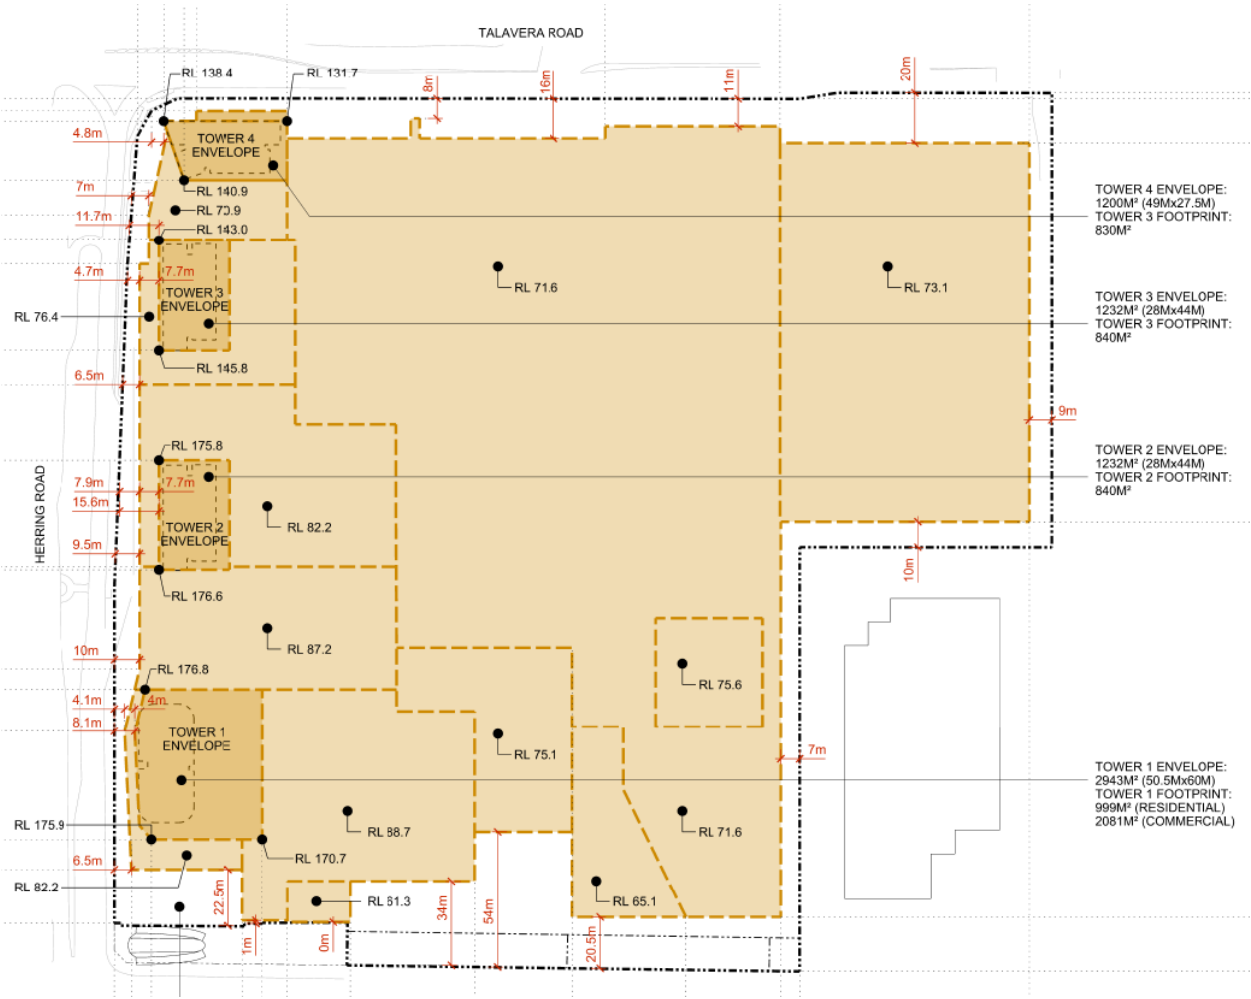 TALAVERA ROAD
RL 138.4
RL 131.7
8m
16m
11m
20m
4.8m
TOWER 4
ENVELOPE
7m
RL 140.9
RL 70.9
11.7m
RL 143.0
TOWER 4 ENVELOPE:
1200M² (49Mx27.5M)
TOWER 3 FOOTPRINT:
830M²
4.7m
7.7m
RL 71.6
RL 73.1
TOWER 3
ENVELOPE
RL 76.4
TOWER 3 ENVELOPE:
1232M² (28Mx44M)
TOWER 3 FOOTPRINT:
840M²
6.5m
RL 145.8
9m
RL 175.8
HERRING ROAD
7.9m
7.7m
15.6m
TOWER 2
ENVELOPE
RL 82.2
TOWER 2 ENVELOPE:
1232M² (28Mx44M)
TOWER 2 FOOTPRINT:
840M²
9.5m
10m
RL 176.6
RL 87.2
10m
RL 176.8
RL 75.6
4.1m
4m
8.1m
TOWER 1
ENVELOPE
RL 75.1
7m
TOWER 1 ENVELOPE:
2943M² (50.5Mx60M)
TOWER 1 FOOTPRINT:
999M² (RESIDENTIAL)
2081M² (COMMERCIAL)
RL 175.9
RL 88.7
RL 71.6
6.5m
RL 170.7
RL 82.2
22.5m
RL 61.3
RL 65.1
34m
54m
1m
0m
20.5m